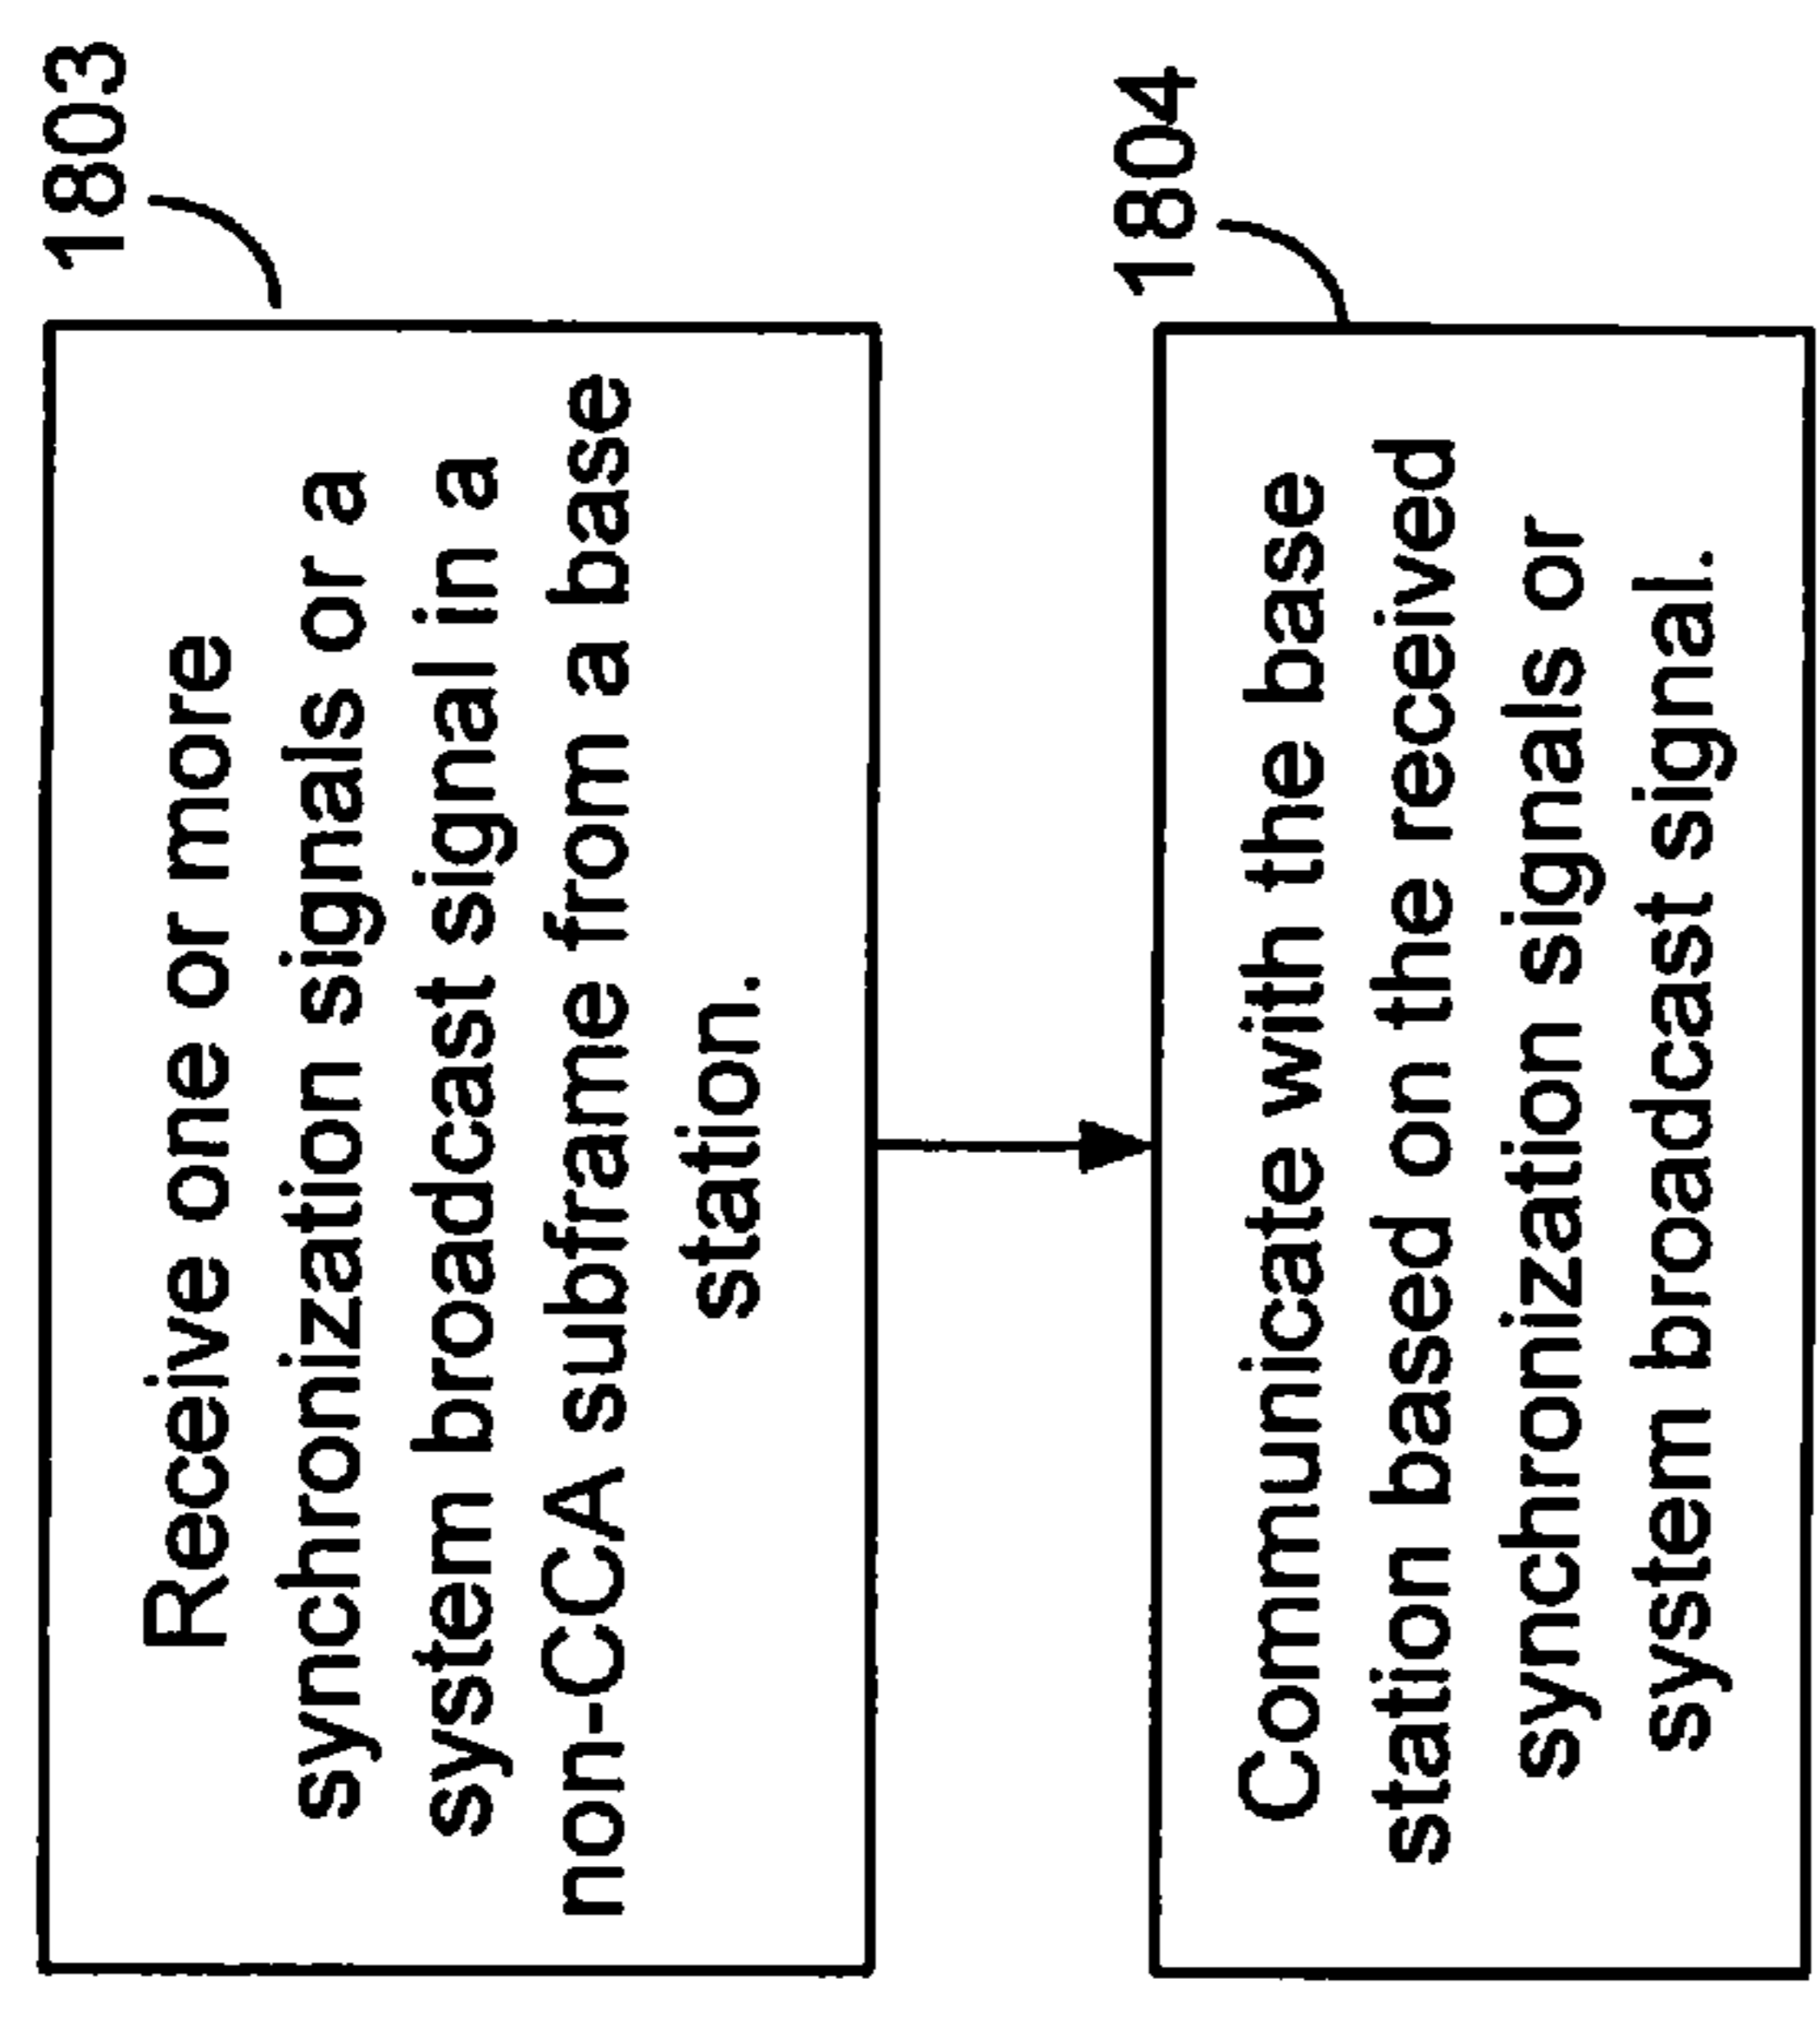 1803
Receive one or more
synchronization signals or a
system broadcast signal in a
non-CCA subframe from a base
station.
1804
Communicate with the base
station based on the received
synchronization signals or
system broadcast signal.